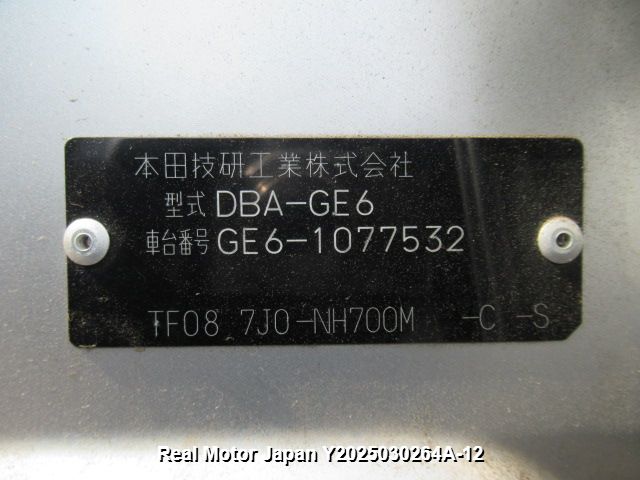 本田技研工業株式会社
型式 DBA-GE6
車台番号 GE6-1077532
TF08 7J0-NH700M -C -S
Real Motor Japan Y2025030264A-12